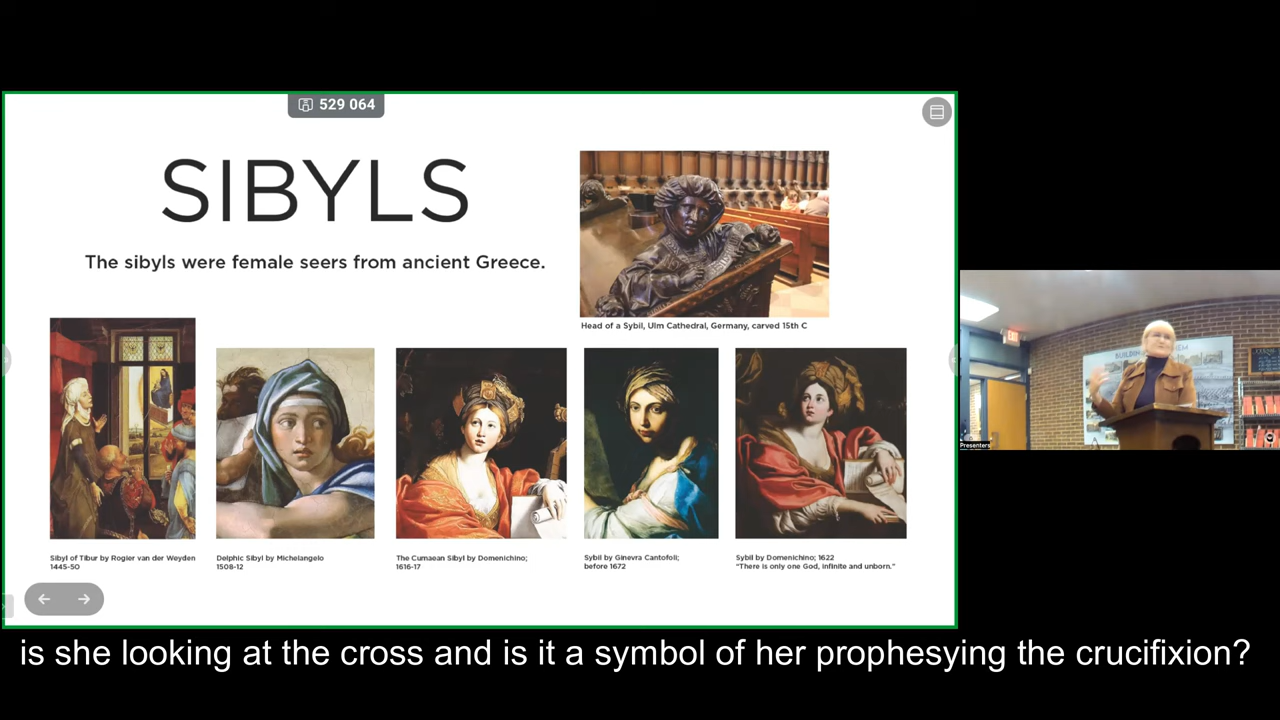 529 064
SIBYLS
The sibyls were female seers from ancient Greece.
Head of a Sybil, Ulm Cathedral, Germany, carved 15th C
Sibyl of Tibur by Rogier van der Weyden
1445-50
Delphic Sibyl by Michelangelo
1508-12
The Cumaean Sibyl by Domenichino;
1616-17
Sybil by Ginevra Cantofoli;
before 1672
Sybil by Domenichino; 1622
"There is only one God, infinite and unborn."
EXIT
Presenters
is she looking at the cross and is it a symbol of her prophesying the crucifixion?